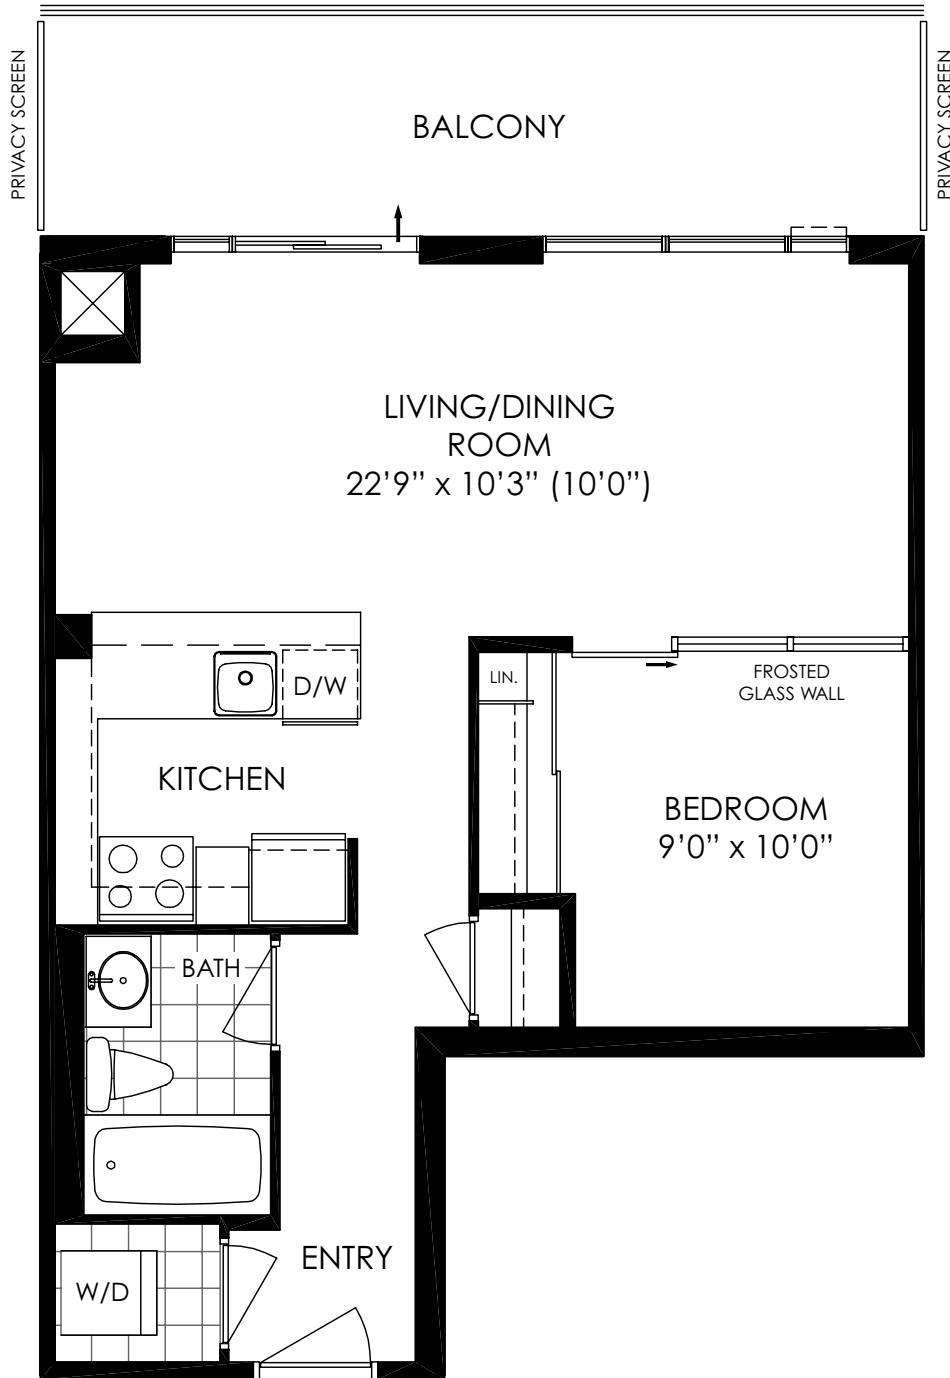 PRIVACY SCREEN
PRIVACY SCREEN
BALCONY
LIVING/DINING
ROOM
22’9” x 10’3” (10’0”)
LIN.
FROSTED
GLASS WALL
D/W
KITCHEN
BEDROOM
9’0” x 10’0”
BATH
ENTRY
W/D